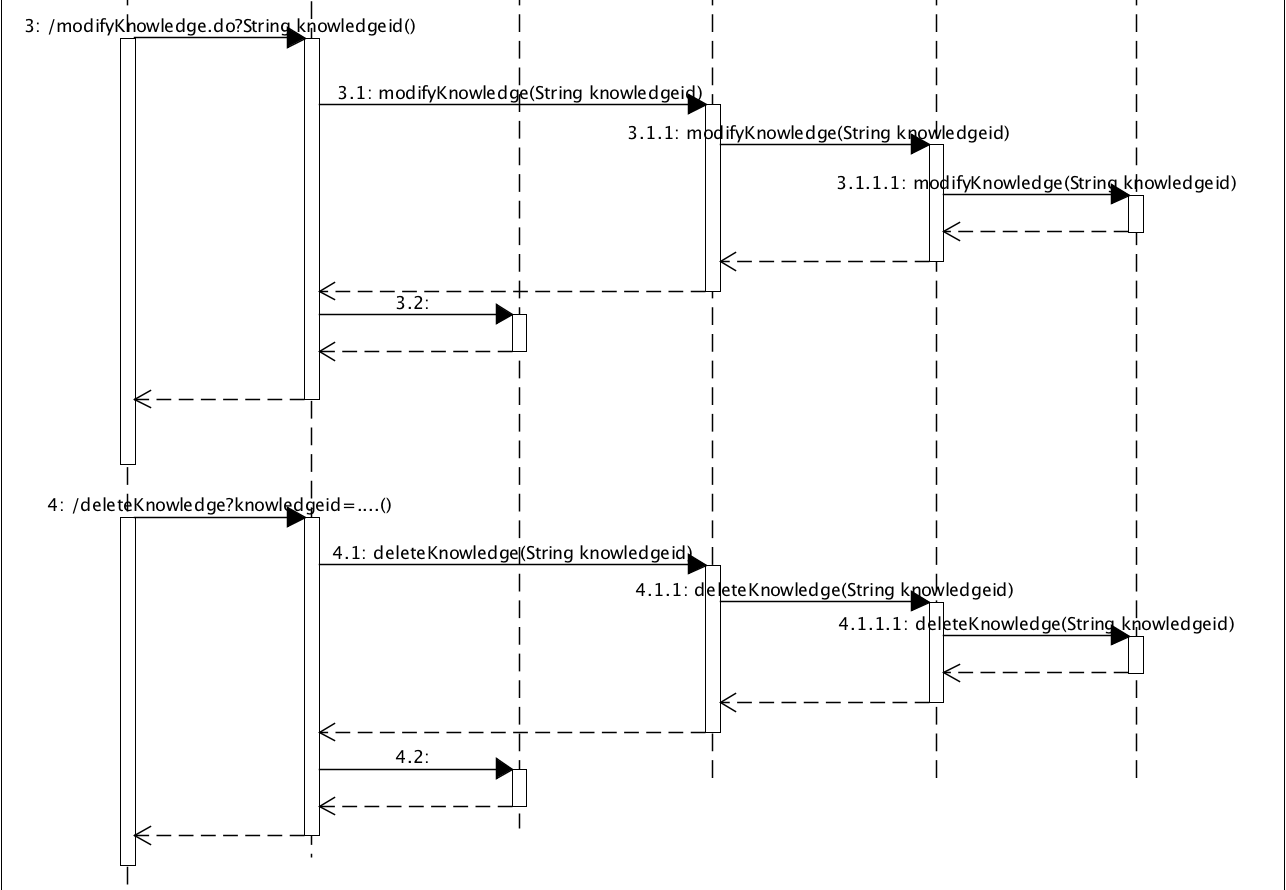 3: /modifyKnowledge.do?String knowledgeid()
3.1: modifyKnowledge(String knowledgeid)
3.1.1: modifyKnowledge(String knowledgeid)
3.1.1.1: modifyKnowledge(String knowledgeid)
3.2:
4: /deleteKnowledge?knowledgeid=....()
4.1: deleteKnowledge(String knowledgeid)
4.1.1: deleteKnowledge(String knowledgeid)
4.1.1.1: deleteKnowledge(String knowledgeid)
4.2: